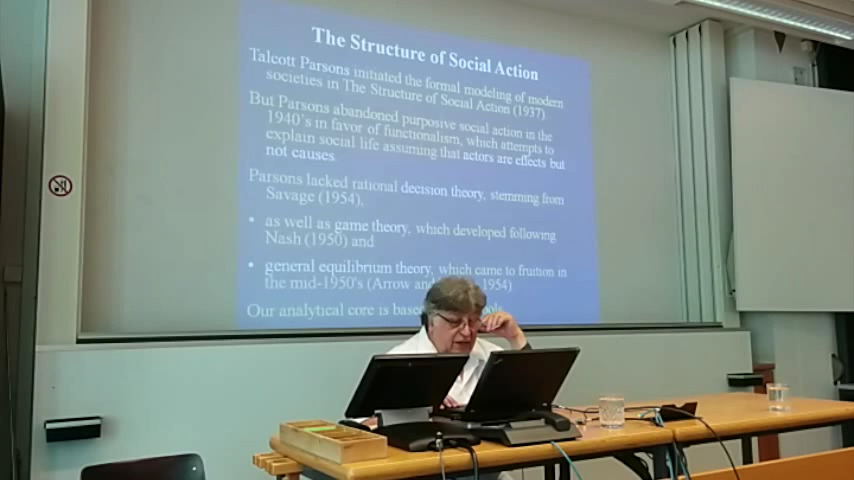 The Structure of Social Action
Talcott Parsons initiated the formal modeling of modern
societies in The Structure of Social Action (1937).
But Parsons abandoned purposive social action in the
1940's in favor of functionalism, which attempts to
explain social life assuming that actors are effects but
not causes.
Parsons lacked rational decision theory, stemming from
Savage (1954),
• as well as game theory, which developed following
Nash (1950) and
• general equilibrium theory, which came to fruition in
the mid-1950's (Arrow and 1954)
Our analytical core is